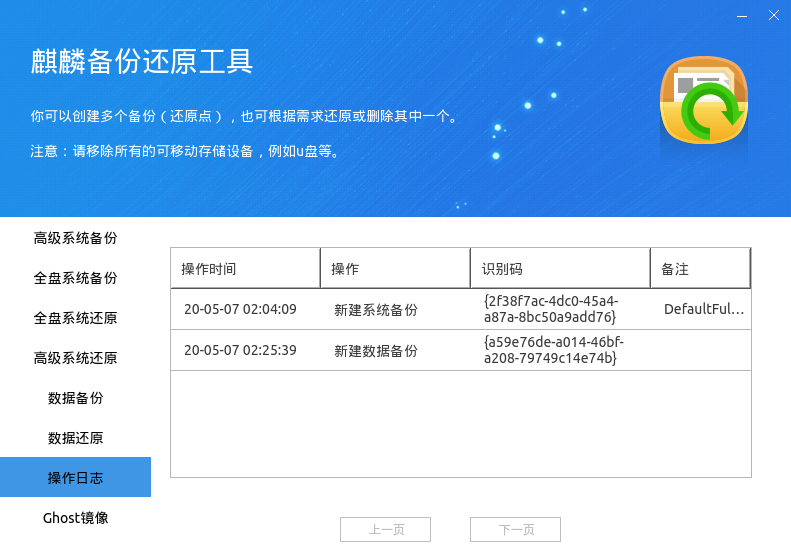 麒麟备份还原工具
你可以创建多个备份（还原点），也可根据需求还原或删除其中一个。
注意：请移除所有的可移动存储设备，例如u盘等。
高级系统备份
全盘系统备份
全盘系统还原
高级系统还原
数据备份
数据还原
操作日志
Ghost镜像
操作时间 操作 识别码 备注
20-05-07 02:04:09 新建系统备份 {2f38f7ac-4dc0-45a4-
a87a-8bc50a9add76} DefaultFul...
20-05-07 02:25:39 新建数据备份 {a59e76de-a014-46bf-
a208-79749c14e74b}
上一页 下一页